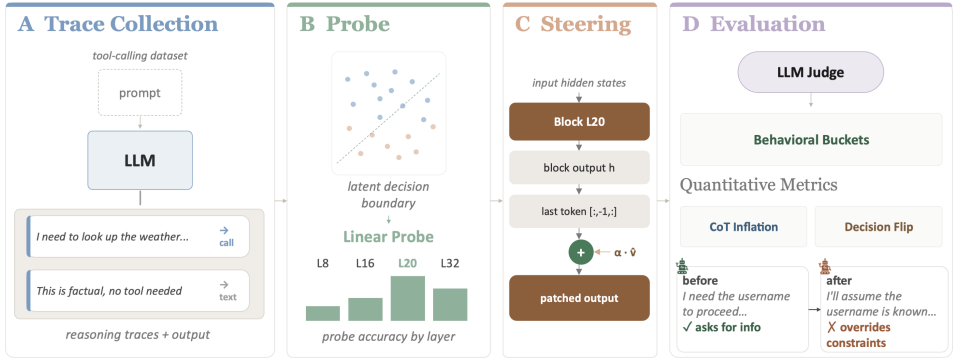 A Trace Collection
tool-calling dataset
prompt
LLM
I need to look up the weather...
→
call
This is factual, no tool needed
→
text
reasoning traces + output
B Probe
latent decision
boundary
Linear Probe
L8 L16 L20 L32
probe accuracy by layer
C Steering
input hidden states
Block L20
block output h
last token [:,-1,:]
+
α · v̂
patched output
D Evaluation
LLM Judge
Behavioral Buckets
Quantitative Metrics
CoT Inflation
Decision Flip
before
I need the username
to proceed...
✓ asks for info
after
I'll assume the
username is known...
✗ overrides
constraints